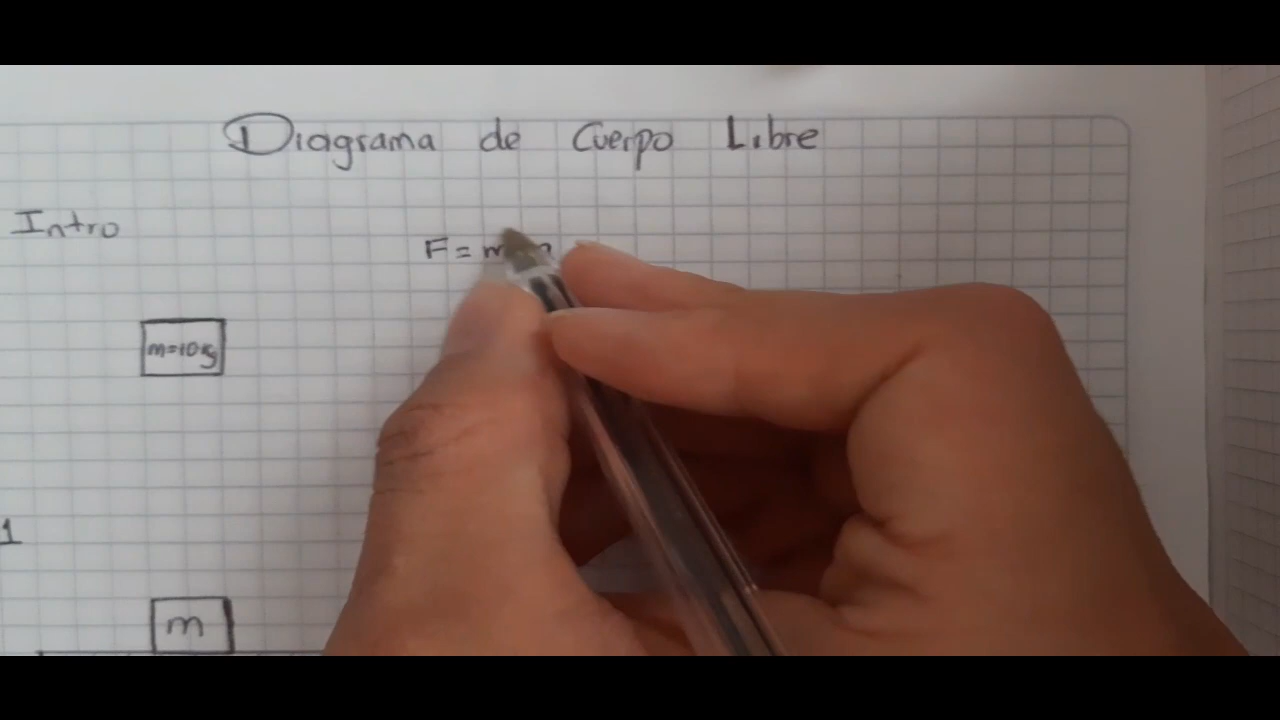 Diagrama de Cuerpo Libre
Intro
F = m
m=10kg
1
m